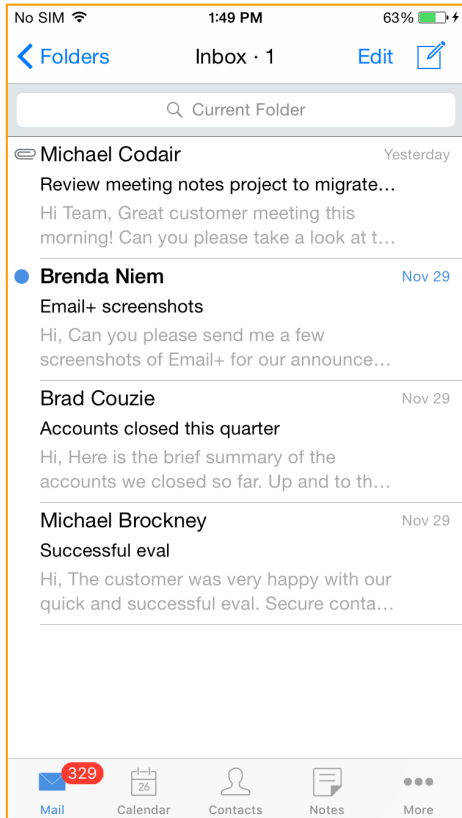 No SIM 1:49 PM 63%
Folders Inbox · 1 Edit
Current Folder
Michael Codair Yesterday
Review meeting notes project to migrate...
Hi Team, Great customer meeting this
morning! Can you please take a look at t...
Brenda Niem Nov 29
Email+ screenshots
Hi, Can you please send me a few
screenshots of Email+ for our announce...
Brad Couzie Nov 29
Accounts closed this quarter
Hi, Here is the brief summary of the
accounts we closed so far. Up and to th...
Michael Brockney Nov 29
Successful eval
Hi, The customer was very happy with our
quick and successful eval. Secure conta...
329
26
Mail Calendar Contacts Notes More